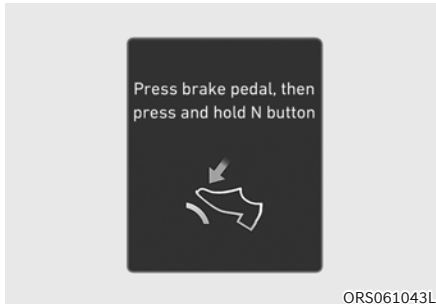 Press brake pedal, then
press and hold N button
ORS061043L